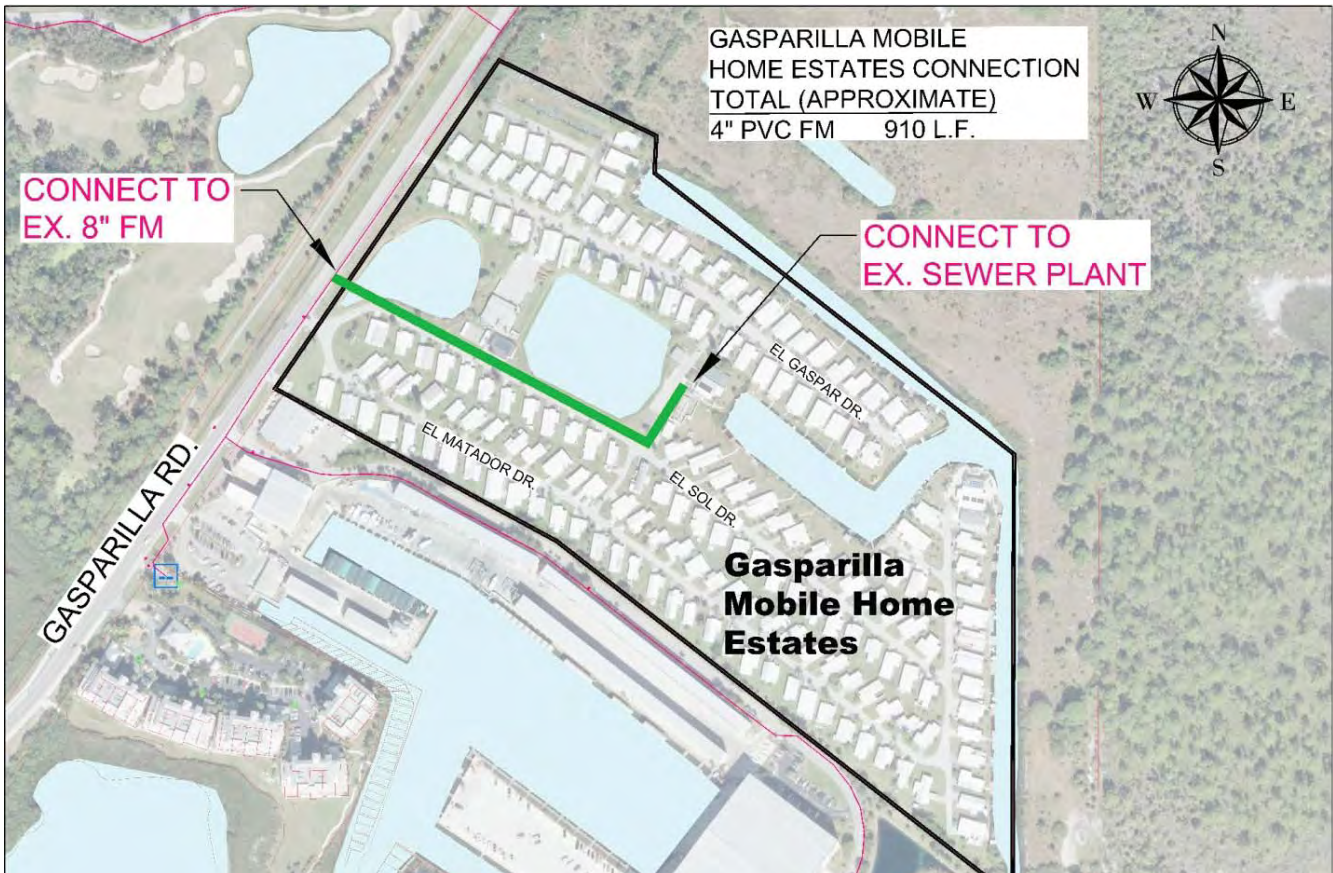 GASPARILLA MOBILE
HOME ESTATES CONNECTION
TOTAL (APPROXIMATE)
4" PVC FM 910 L.F.
N
W E
S
CONNECT TO
EX. 8" FM
CONNECT TO
EX. SEWER PLANT
EL GASPAR DR.
EL MATADOR DR.
EL SOL DR.
GASPARILLA RD.
Gasparilla
Mobile Home
Estates